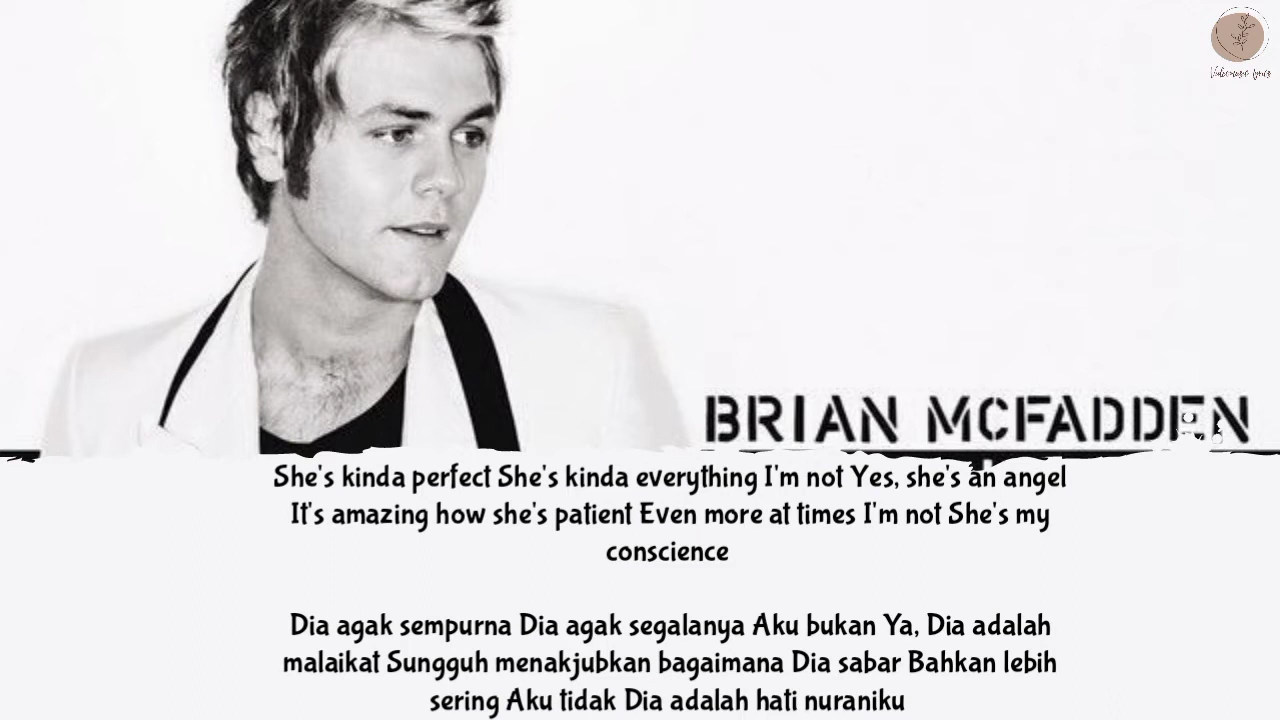 BRIAN MCFADDEN
She's kinda perfect She's kinda everything I'm not Yes, she's an angel
It's amazing how she's patient Even more at times I'm not She's my
conscience
Dia agak sempurna Dia agak segalanya Aku bukan Ya, Dia adalah
malaikat Sungguh menakjubkan bagaimana Dia sabar Bahkan lebih
sering Aku tidak Dia adalah hati nuraniku